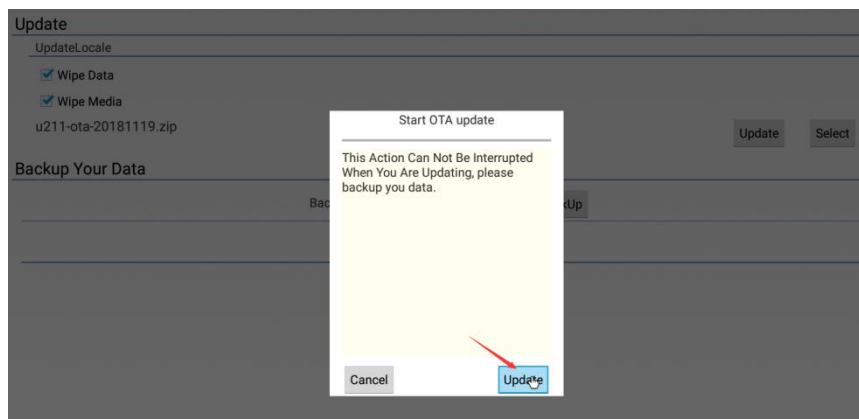 Update
UpdateLocale
Wipe Data
Wipe Media
u211-ota-20181119.zip
Update Select
Backup Your Data
Start OTA update
This Action Can Not Be Interrupted
When You Are Updating, please
backup you data.
Cancel Update